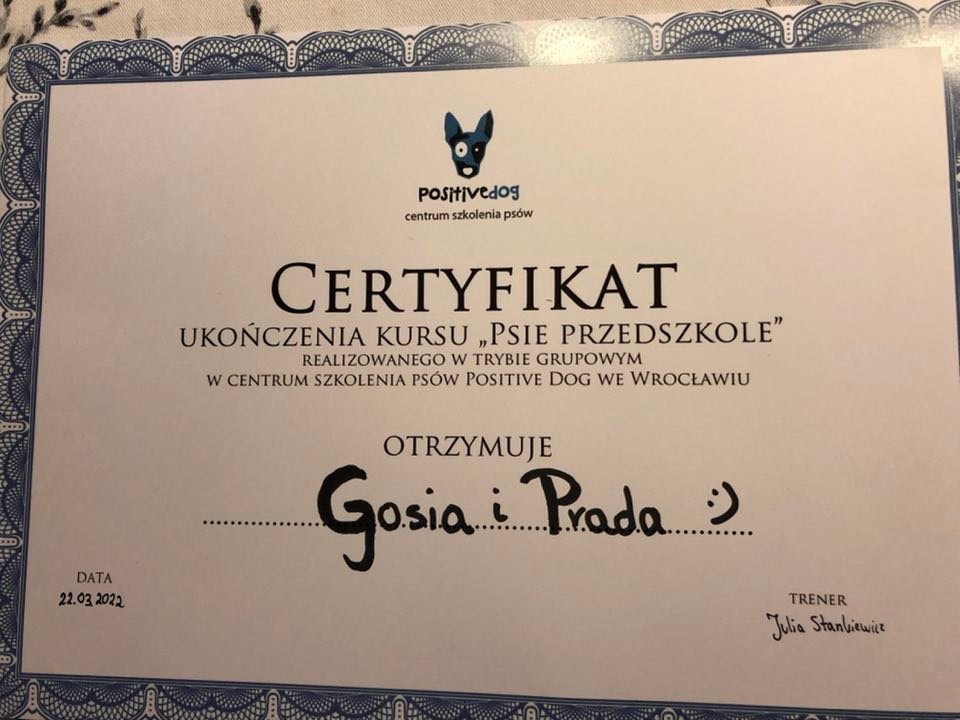 positivedog
centrum szkolenia psów
CERTYFIKAT
UKOŃCZENIA KURSU „PSIE PRZEDSZKOLE”
REALIZOWANEGO W TRYBIE GRUPOWYM
W CENTRUM SZKOLENIA PSÓW POSITIVE DOG WE WROCŁAWIU
OTRZYMUJE
Gosia i Prada :)
DATA
22.03.2022
TRENER
Julia Stankiewicz